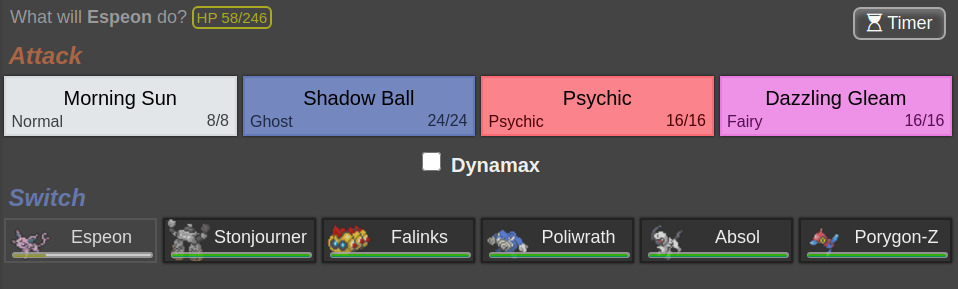 What will Espeon do? HP 58/246
Timer
Attack
Morning Sun
Normal 8/8
Shadow Ball
Ghost 24/24
Psychic
Psychic 16/16
Dazzling Gleam
Fairy 16/16
Dynamax
Switch
Espeon
Stonjourner
Falinks
Poliwrath
Absol
Porygon-Z